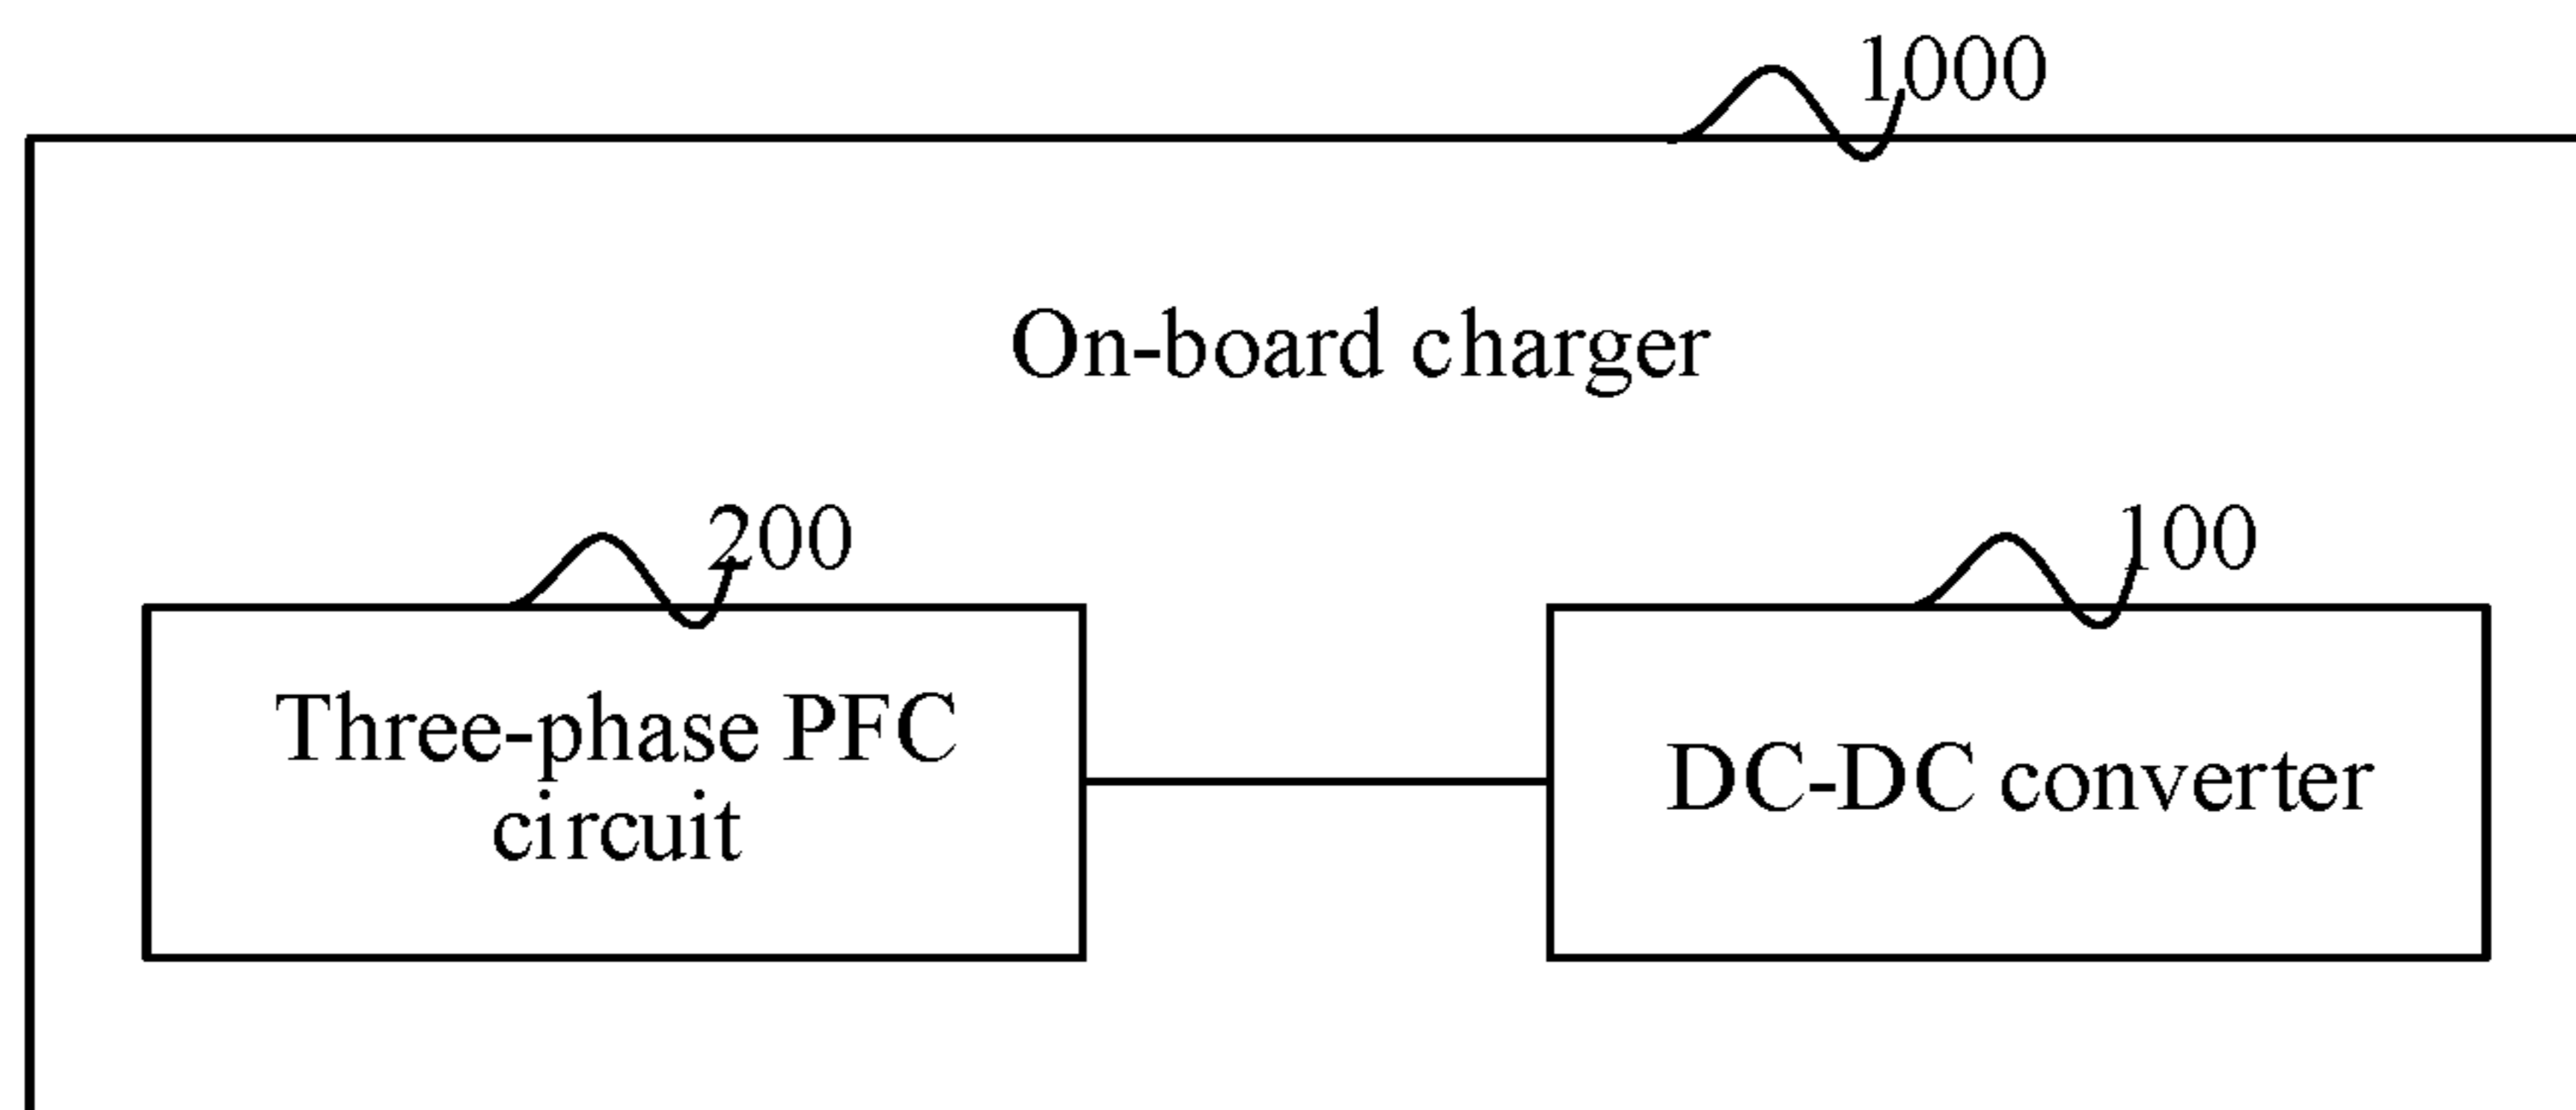 1000
On-board charger
200
100
Three-phase PFC
circuit
DC-DC converter